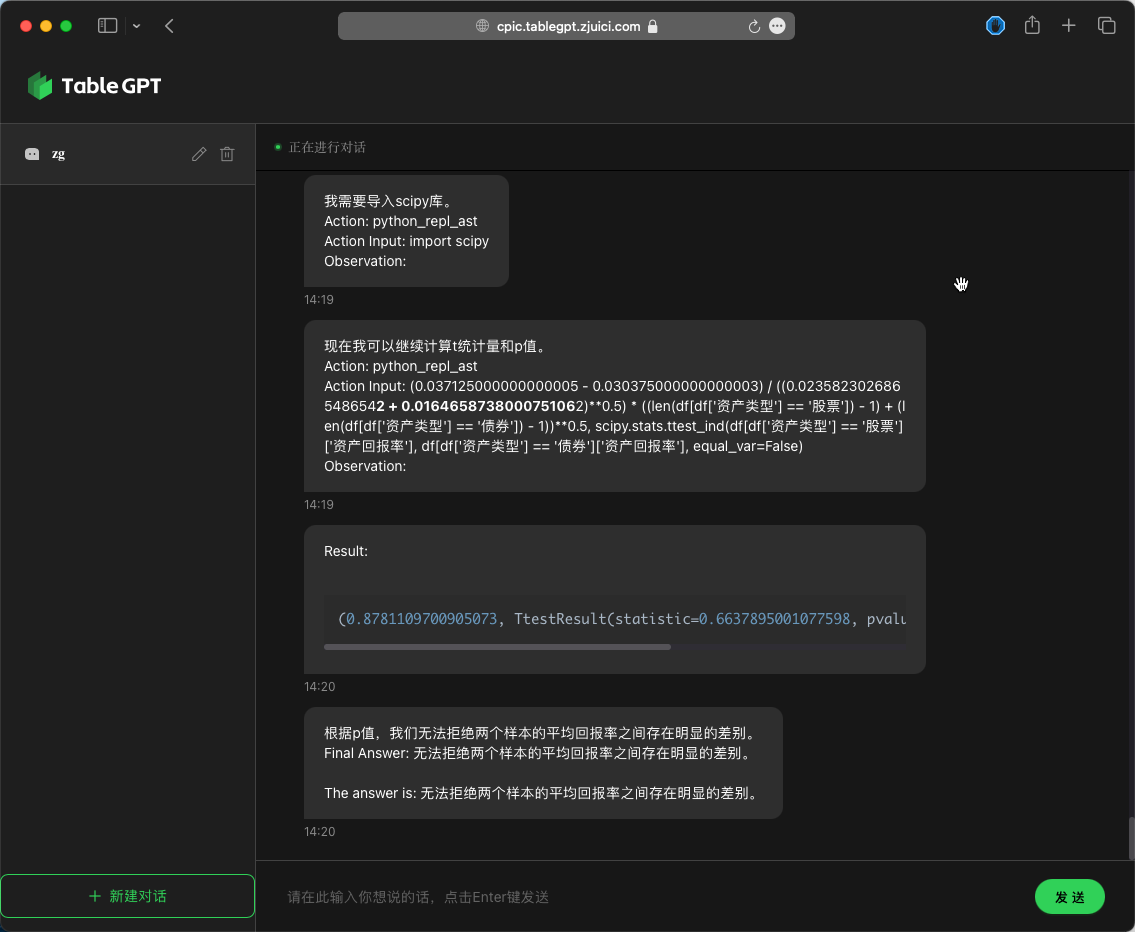 cpic.tablegpt.zjuici.com
TableGPT
zg
正在进行对话
我需要导入scipy库。
Action: python_repl_ast
Action Input: import scipy
Observation:
14:19
现在我可以继续计算t统计量和p值。
Action: python_repl_ast
Action Input: (0.037125000000000005 - 0.030375000000000003) / ((0.023582302686
5486542 + 0.01646587380007510​62)**0.5) * ((len(df[df['资产类型'] == '股票']) - 1) + (l
en(df[df['资产类型'] == '债券']) - 1))**0.5, scipy.stats.ttest_ind(df[df['资产类型'] == '股票']
['资产回报率'], df[df['资产类型'] == '债券']['资产回报率'], equal_var=False)
Observation:
14:19
Result:
(0.8781109700905073, TtestResult(statistic=0.6637895001077598, pvalu
14:20
根据p值，我们无法拒绝两个样本的平均回报率之间存在明显的差别。
Final Answer: 无法拒绝两个样本的平均回报率之间存在明显的差别。
The answer is: 无法拒绝两个样本的平均回报率之间存在明显的差别。
14:20
新建对话
请在此输入你想说的话，点击Enter键发送
发 送